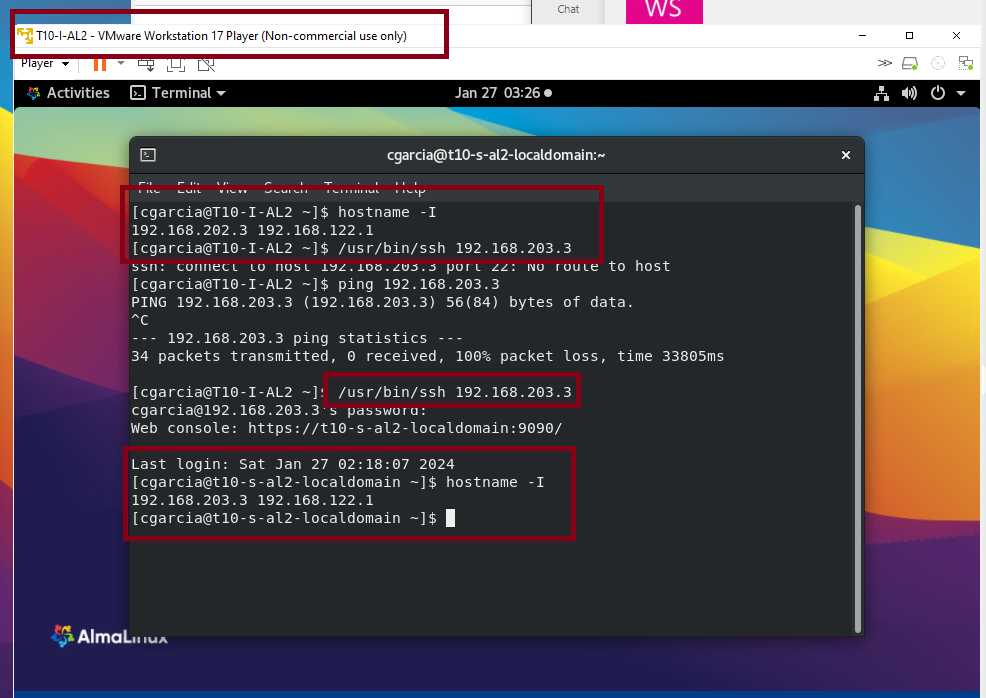 Chat
WS
T10-I-AL2 - VMware Workstation 17 Player (Non-commercial use only)
Player
Activities
Terminal
Jan 27 03:26
cgarcia@t10-s-al2-localdomain:~
File Edit View Search Terminal Help
[cgarcia@T10-I-AL2 ~]$ hostname -I
192.168.202.3 192.168.122.1
[cgarcia@T10-I-AL2 ~]$ /usr/bin/ssh 192.168.203.3
ssh: connect to host 192.168.203.3 port 22: No route to host
[cgarcia@T10-I-AL2 ~]$ ping 192.168.203.3
PING 192.168.203.3 (192.168.203.3) 56(84) bytes of data.
^C
--- 192.168.203.3 ping statistics ---
34 packets transmitted, 0 received, 100% packet loss, time 33805ms
[cgarcia@T10-I-AL2 ~]$ /usr/bin/ssh 192.168.203.3
cgarcia@192.168.203.3's password:
Web console: https://t10-s-al2-localdomain:9090/
Last login: Sat Jan 27 02:18:07 2024
[cgarcia@t10-s-al2-localdomain ~]$ hostname -I
192.168.203.3 192.168.122.1
[cgarcia@t10-s-al2-localdomain ~]$
AlmaLinux